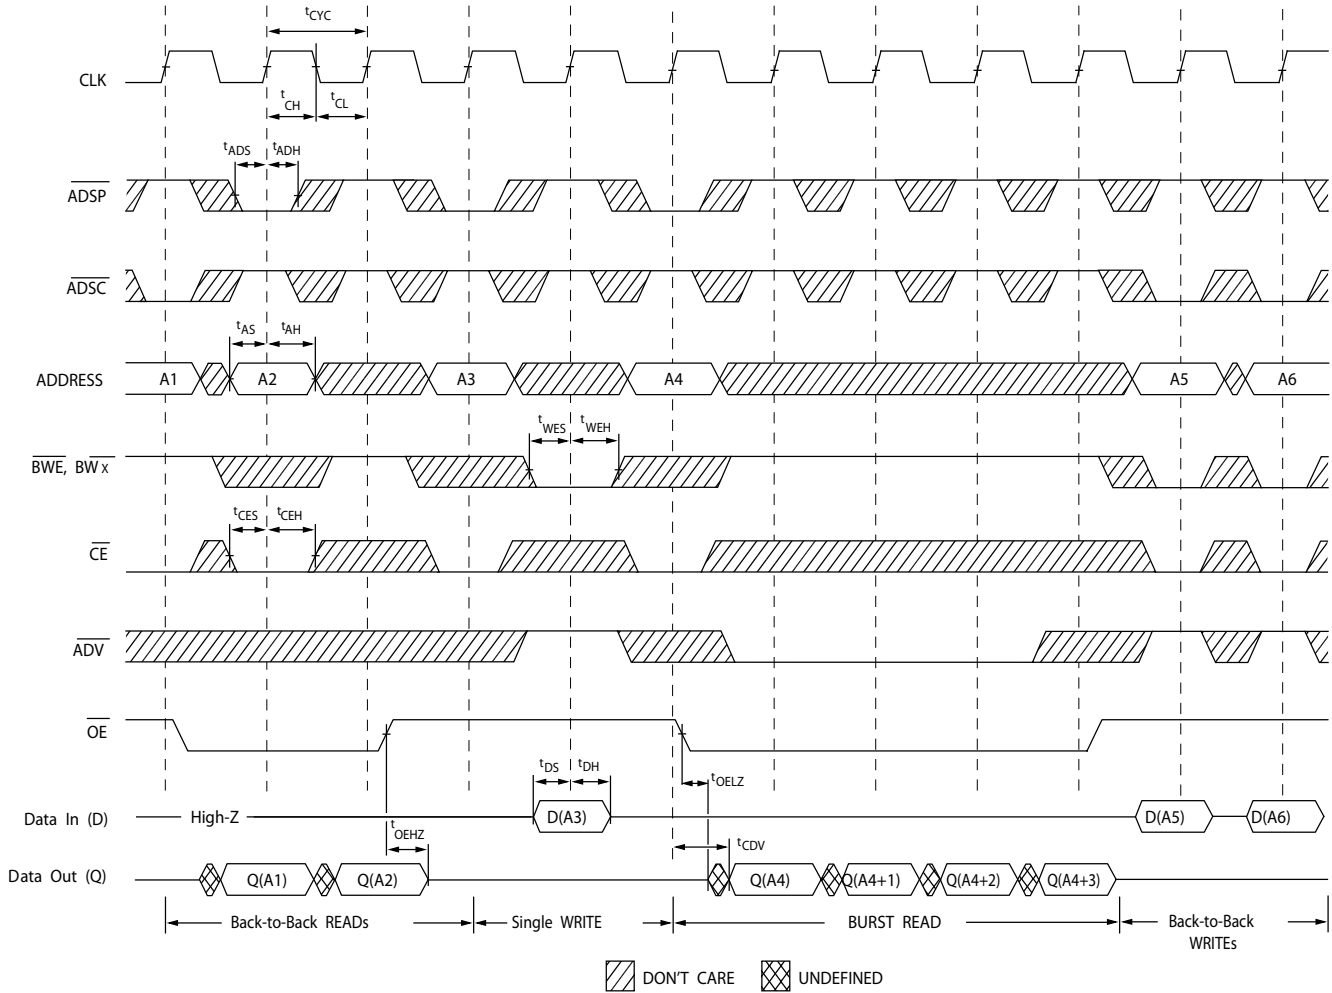 tCYC
CLK
tCH
tCL
tADS
tADH
ADSP
ADSC
tAS
tAH
ADDRESS
A1
A2
A3
A4
A5
A6
tWES
tWEH
BWE, BWx
tCES
tCEH
CE
ADV
OE
tDS
tDH
tOELZ
Data In (D)
High-Z
D(A3)
D(A5)
D(A6)
tOEHZ
tCDV
Data Out (Q)
Q(A1)
Q(A2)
Q(A4)
Q(A4+1)
Q(A4+2)
Q(A4+3)
Back-to-Back READs
Single WRITE
BURST READ
Back-to-Back
WRITEs
DON'T CARE
UNDEFINED